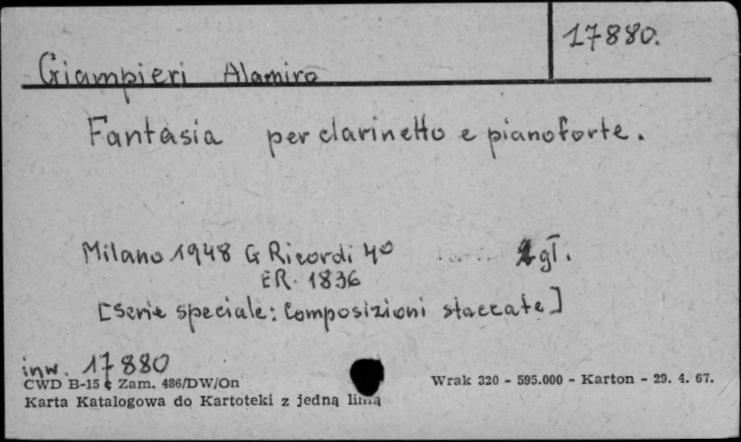 17880.
Giampieri Alamiro
Fantasia per clarinetto e pianoforte.
Milano 1948 G Ricordi 4º 2 gł.
ER. 1836
[Serie speciale: Composizioni staccate]
inw. 17880
CWD B-15 c Zam. 486/DW/On Wrak 320 - 595.000 - Karton - 29. 4. 67.
Karta Katalogowa do Kartoteki z jedną linią